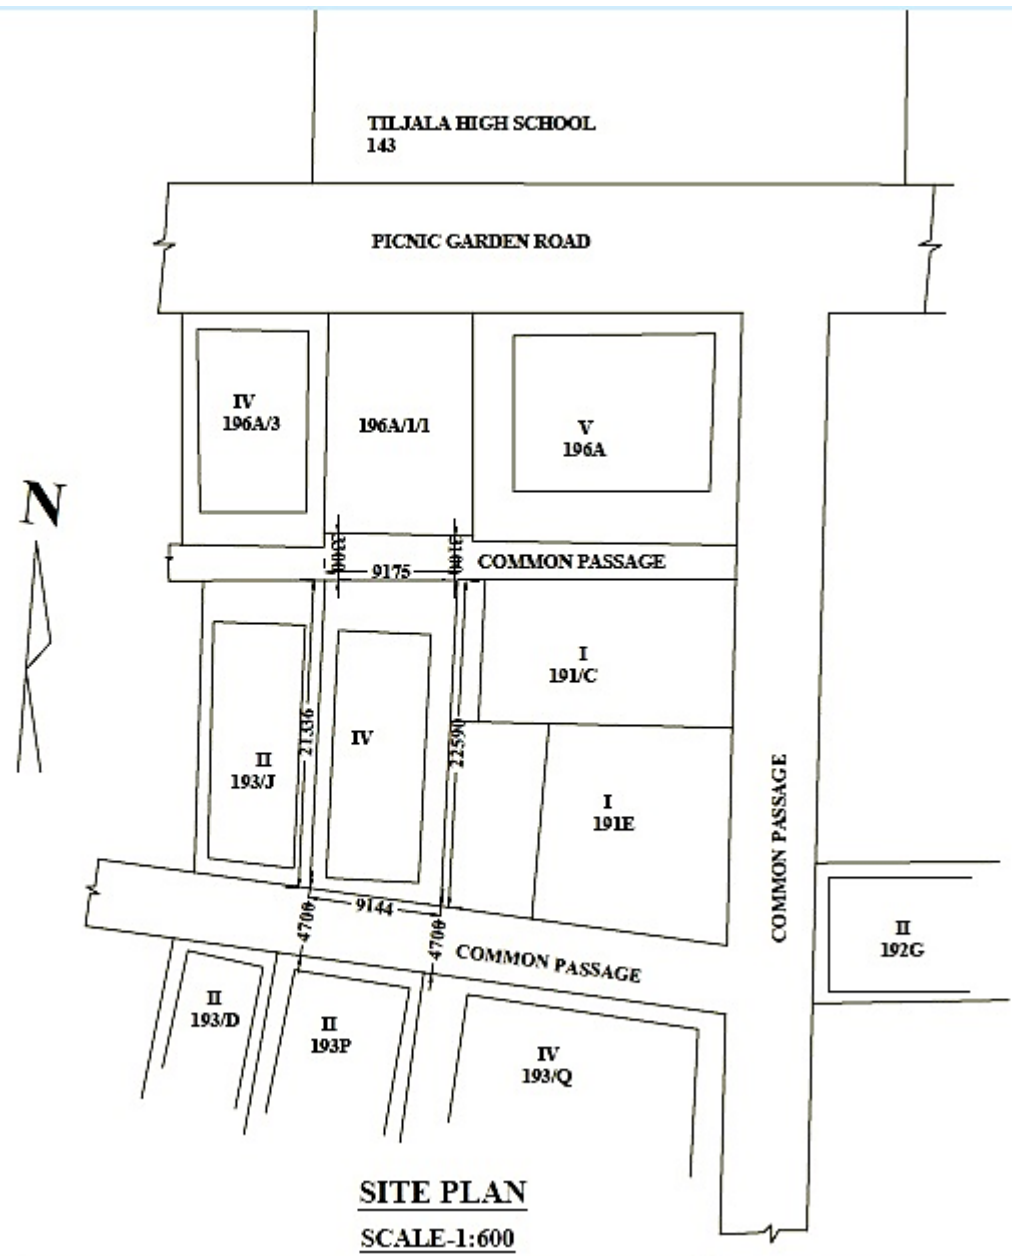 TILJALA HIGH SCHOOL
143
PICNIC GARDEN ROAD
IV
196A/3
196A/1/1
V
196A
N
3100
COMMON PASSAGE
9175
I
191/C
21336
IV
22590
II
193/J
I
191E
COMMON PASSAGE
9144
4700
4700
COMMON PASSAGE
II
192G
II
193/D
II
193P
IV
193/Q
SITE PLAN
SCALE-1:600